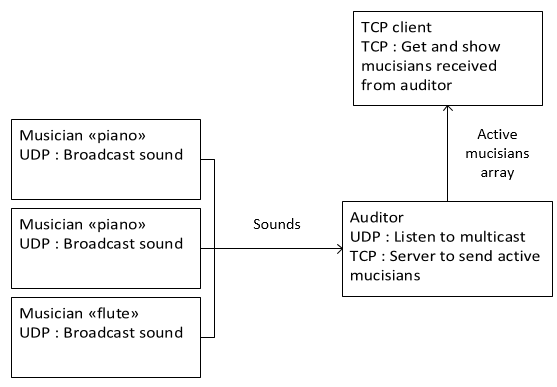 TCP client
TCP : Get and show
mucisians received
from auditor
Musician «piano»
UDP : Broadcast sound
Active
mucisians
array
Musician «piano»
UDP : Broadcast sound
Sounds
Auditor
UDP : Listen to multicast
TCP : Server to send active
mucisians
Musician «flute»
UDP : Broadcast sound